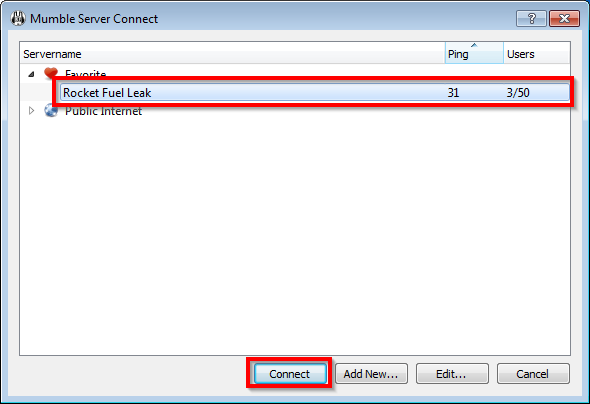 Mumble Server Connect
Servername Ping Users
Favorite
Rocket Fuel Leak 31 3/50
Public Internet
Connect Add New... Edit... Cancel